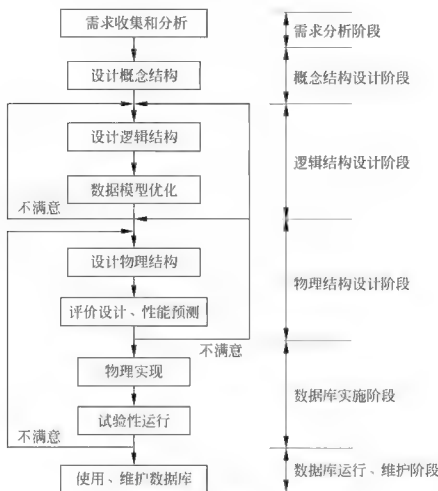 需求收集和分析
需求分析阶段
设计概念结构
概念结构设计阶段
设计逻辑结构
逻辑结构设计阶段
数据模型优化
不满意
设计物理结构
物理结构设计阶段
评价设计、性能预测
不满意
物理实现
数据库实施阶段
试验性运行
不满意
使用、维护数据库
数据库运行、维护阶段